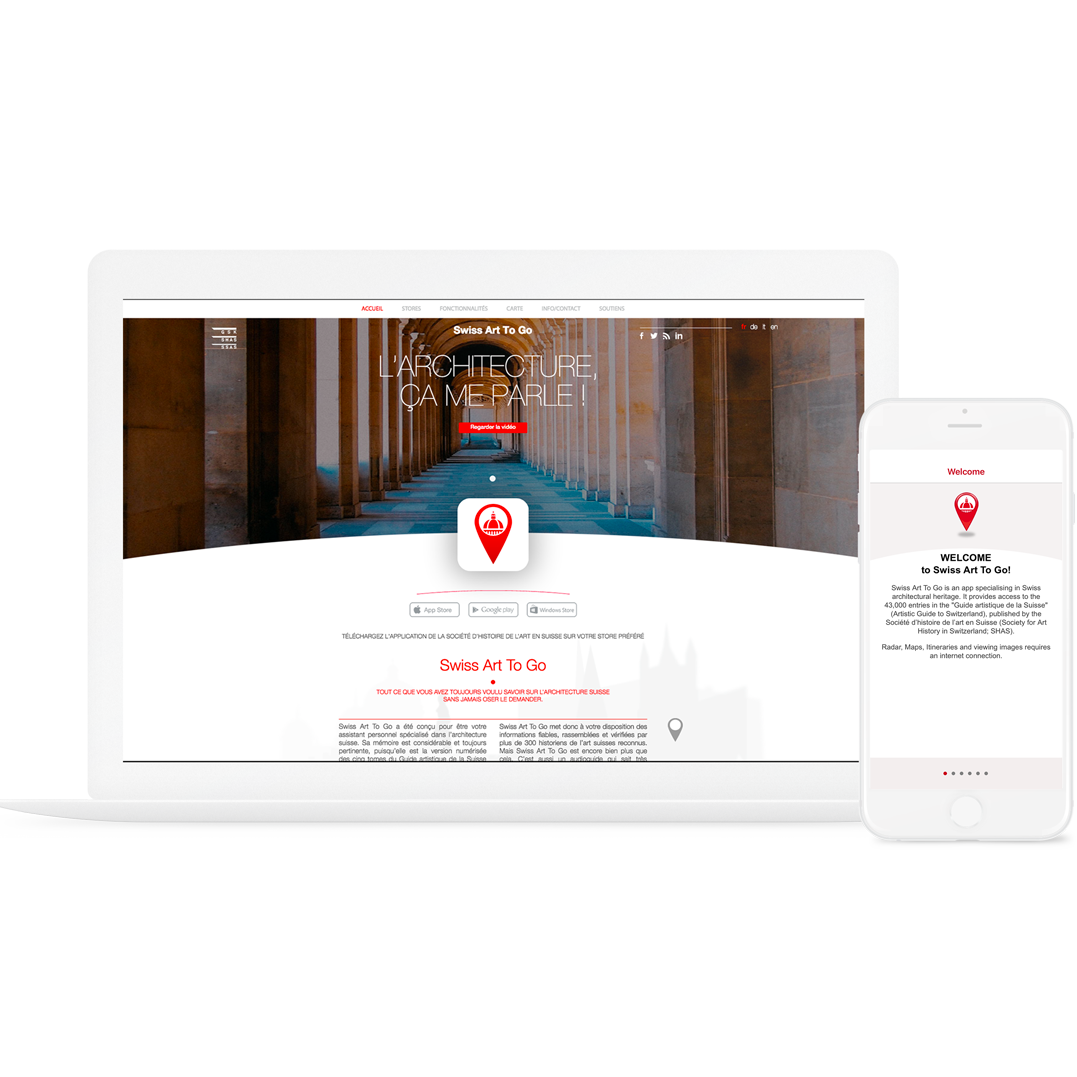 ACCUEIL STORES FONCTIONNALITÉS CARTE INFO/CONTACT SOUTIENS
G S K
S H A S
S S A S
Swiss Art To Go
fr de it en
L'ARCHITECTURE,
ÇA ME PARLE !
Regarder la vidéo
App Store
Google play
Windows Store
TÉLÉCHARGEZ L'APPLICATION DE LA SOCIÉTÉ D'HISTOIRE DE L'ART EN SUISSE SUR VOTRE STORE PRÉFÉRÉ
Swiss Art To Go
TOUT CE QUE VOUS AVEZ TOUJOURS VOULU SAVOIR SUR L'ARCHITECTURE SUISSE
SANS JAMAIS OSER LE DEMANDER.
Swiss Art To Go a été conçu pour être votre
assistant personnel spécialisé dans l'architecture
suisse. Sa mémoire est considérable et toujours
pertinente, puisqu'elle est la version numérisée
des cinq tomes du Guide artistique de la Suisse
Swiss Art To Go met donc à votre disposition des
informations fiables, rassemblées et vérifiées par
plus de 300 historiens de l'art suisses reconnus.
Mais Swiss Art To Go est encore bien plus que
cela. C'est aussi un audioguide qui sait très
Welcome
WELCOME
to Swiss Art To Go!
Swiss Art To Go is an app specialising in Swiss
architectural heritage. It provides access to the
43,000 entries in the "Guide artistique de la Suisse"
(Artistic Guide to Switzerland), published by the
Société d'histoire de l'art en Suisse (Society for Art
History in Switzerland; SHAS).
Radar, Maps, Itineraries and viewing images requires
an internet connection.